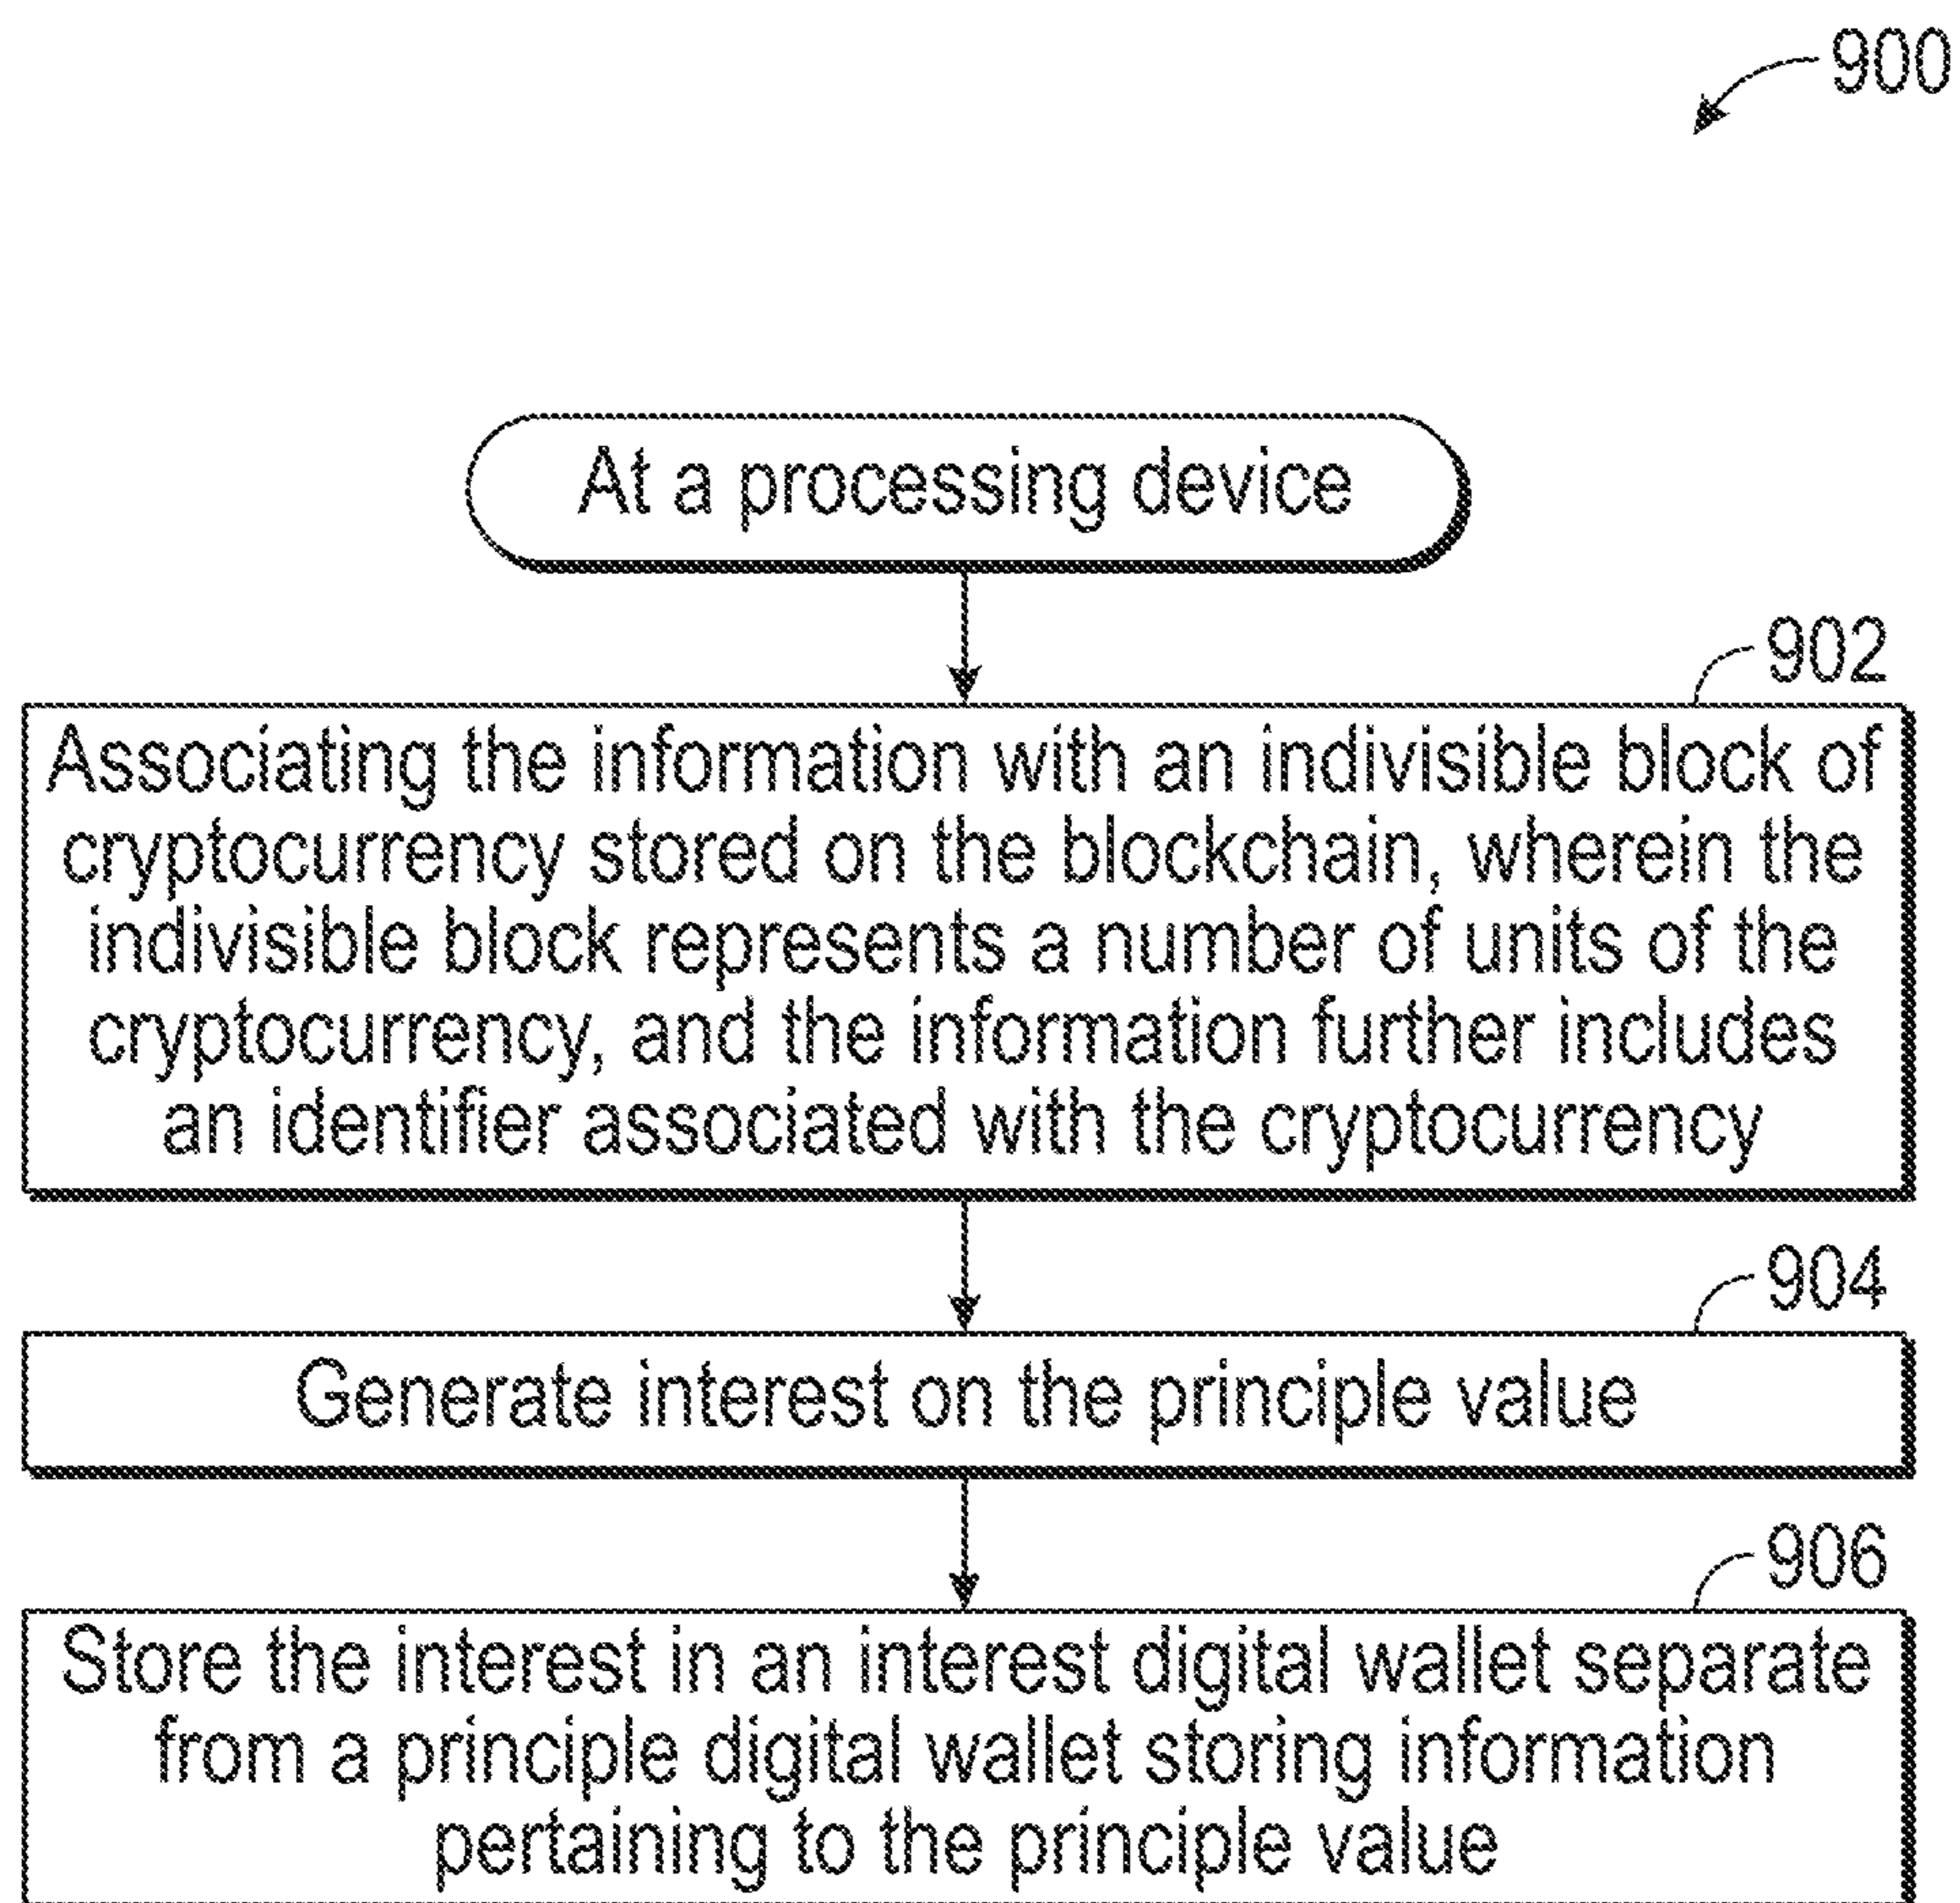 900
At a processing device
902
Associating the information with an indivisible block of
cryptocurrency stored on the blockchain, wherein the
indivisible block represents a number of units of the
cryptocurrency, and the information further includes
an identifier associated with the cryptocurrency
904
Generate interest on the principle value
906
Store the interest in an interest digital wallet separate
from a principle digital wallet storing information
pertaining to the principle value